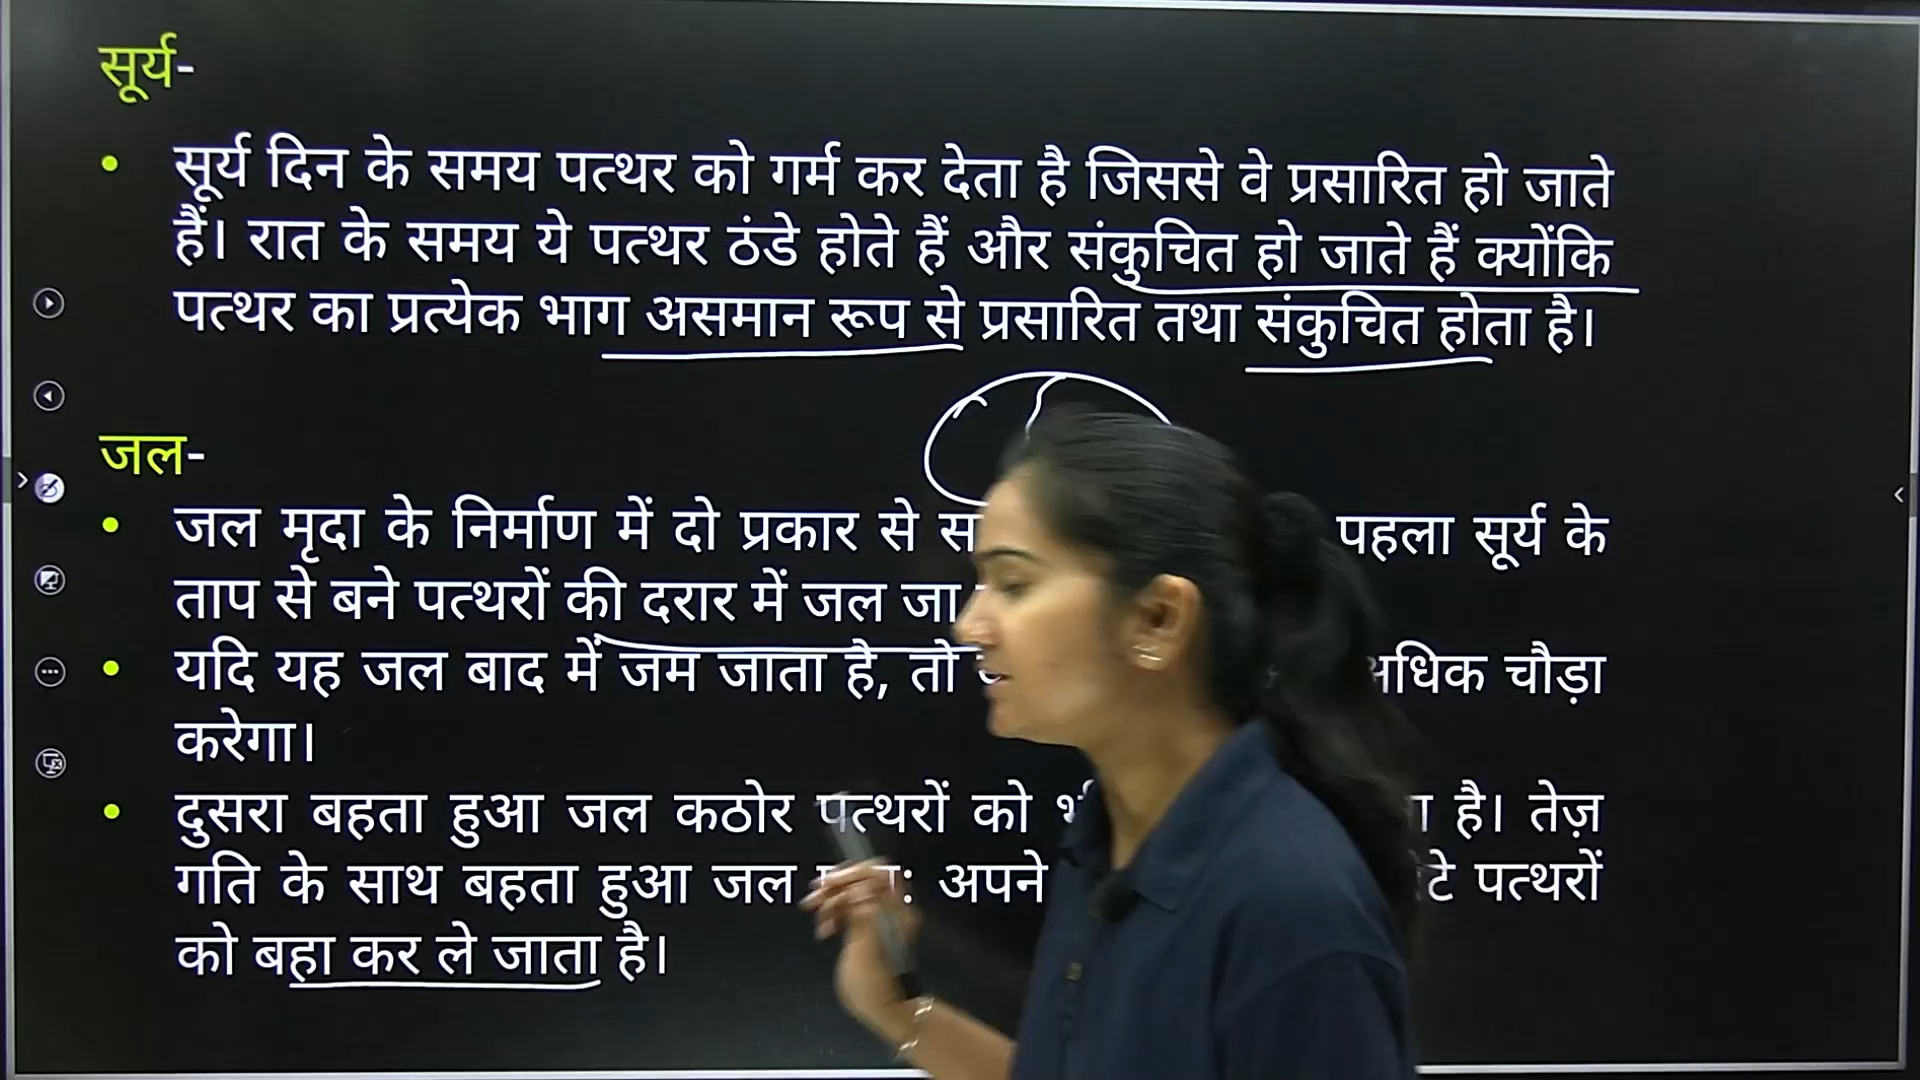 सूर्य-
• सूर्य दिन के समय पत्थर को गर्म कर देता है जिससे वे प्रसारित हो जाते
हैं। रात के समय ये पत्थर ठंडे होते हैं और संकुचित हो जाते हैं क्योंकि
पत्थर का प्रत्येक भाग असमान रूप से प्रसारित तथा संकुचित होता है।
जल-
• जल मृदा के निर्माण में दो प्रकार से पहला सूर्य के
ताप से बने पत्थरों की दरार में जल जा
• यदि यह जल बाद में जम जाता है, तो चौड़ा
करेगा।
• दुसरा बहता हुआ जल कठोर पत्थरों को है। तेज़
गति के साथ बहता हुआ जल अपने पत्थरों
को बहा कर ले जाता है।